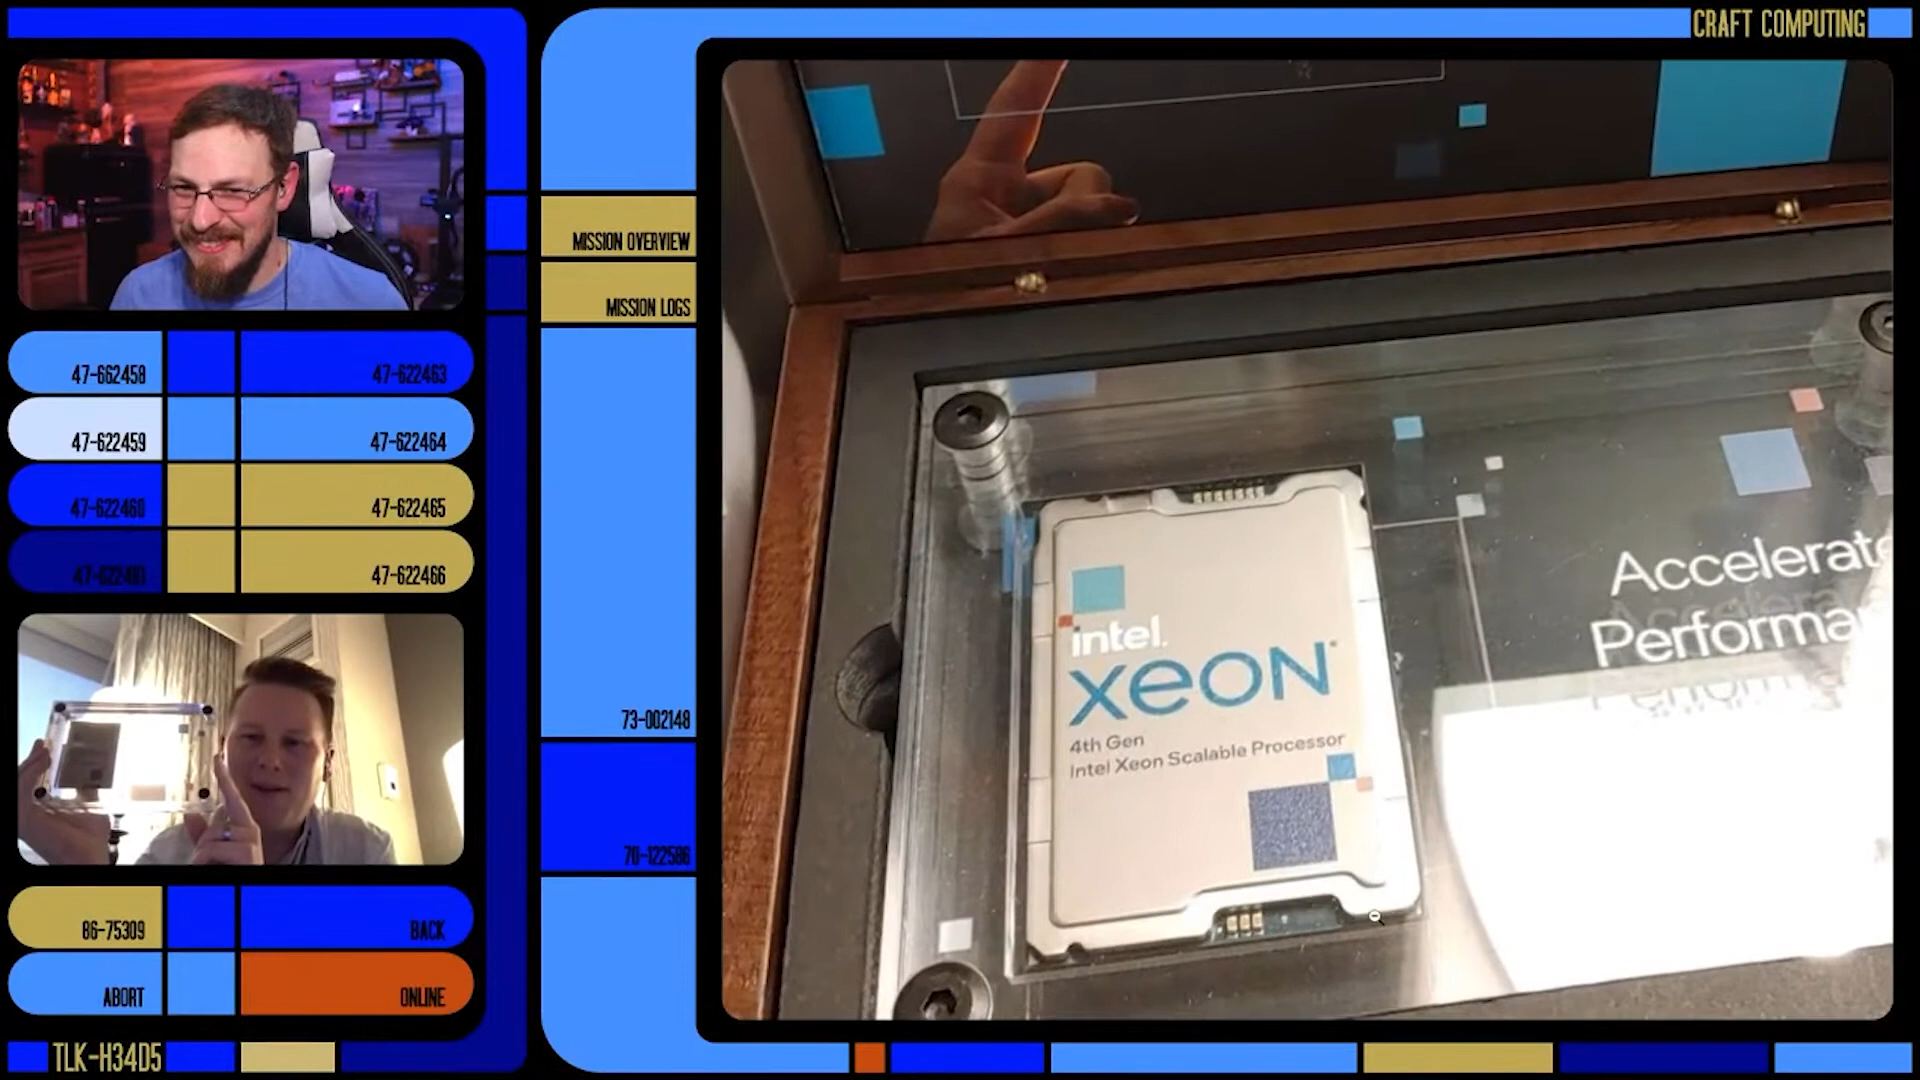 CRAFT COMPUTING
47-662458
47-622463
47-622459
47-622464
47-622460
47-622465
47-622466
86-75309
BACK
ABORT
ONLINE
TLK-H34D5
MISSION OVERVIEW
MISSION LOGS
73-002148
70-122586
intel.
xeon
4th Gen
Intel Xeon Scalable Processor